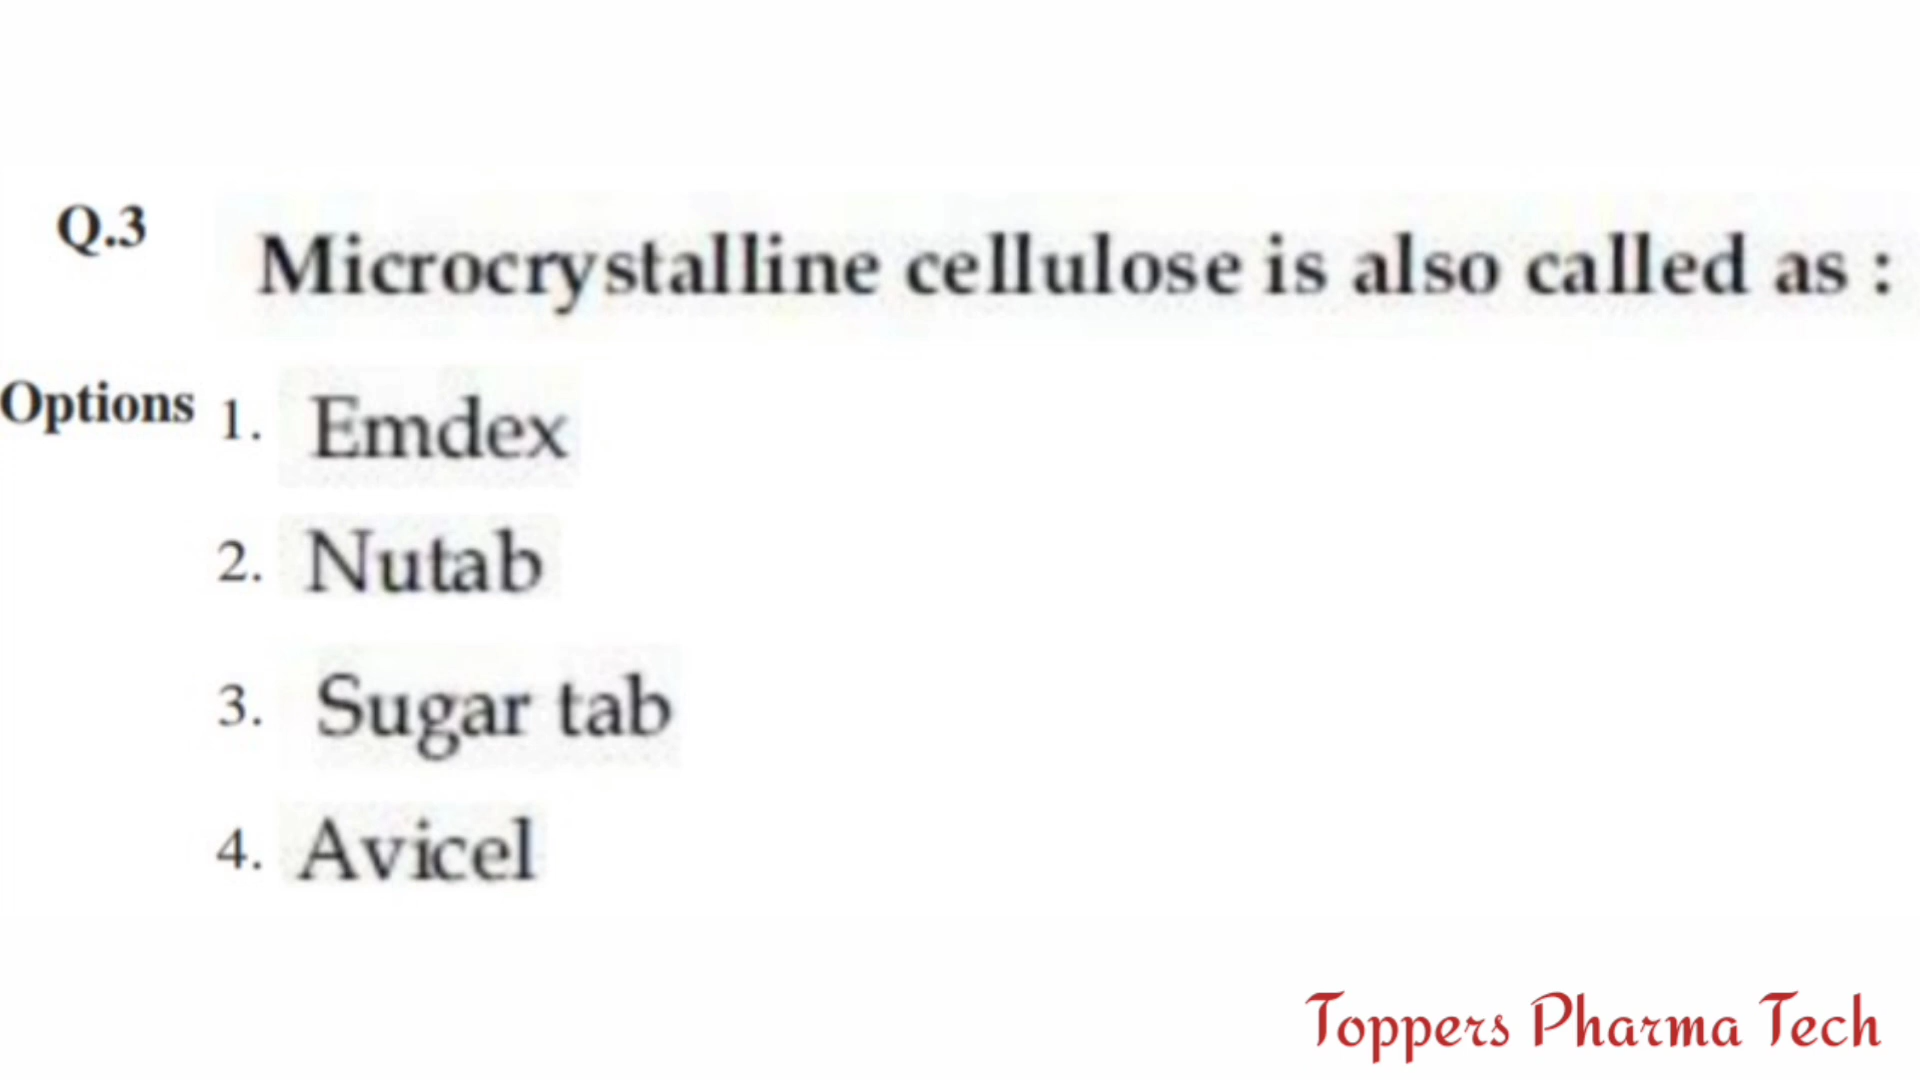 Q.3
Microcrystalline cellulose is also called as :
Options 1. Emdex
2. Nutab
3. Sugar tab
4. Avicel
Toppers Pharma Tech